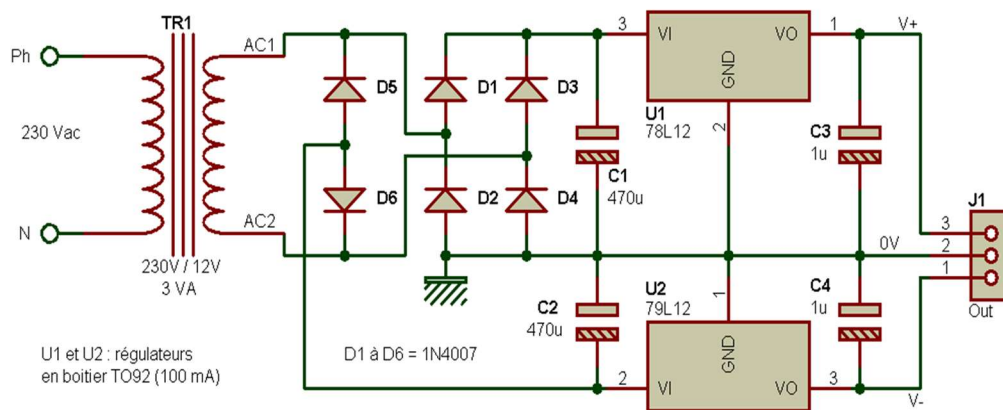 TR1
Ph
AC1
230 Vac
N
AC2
230V / 12V
3 VA
D5
D1
D3
D6
D2
D4
C1
470u
3
VI
VO
1
GND
2
U1
78L12
V+
C3
1u
J1
3
2
1
0V
Out
C2
470u
U2
79L12
1
GND
2
VI
VO
3
C4
1u
V-
U1 et U2 : régulateurs
en boitier TO92 (100 mA)
D1 à D6 = 1N4007